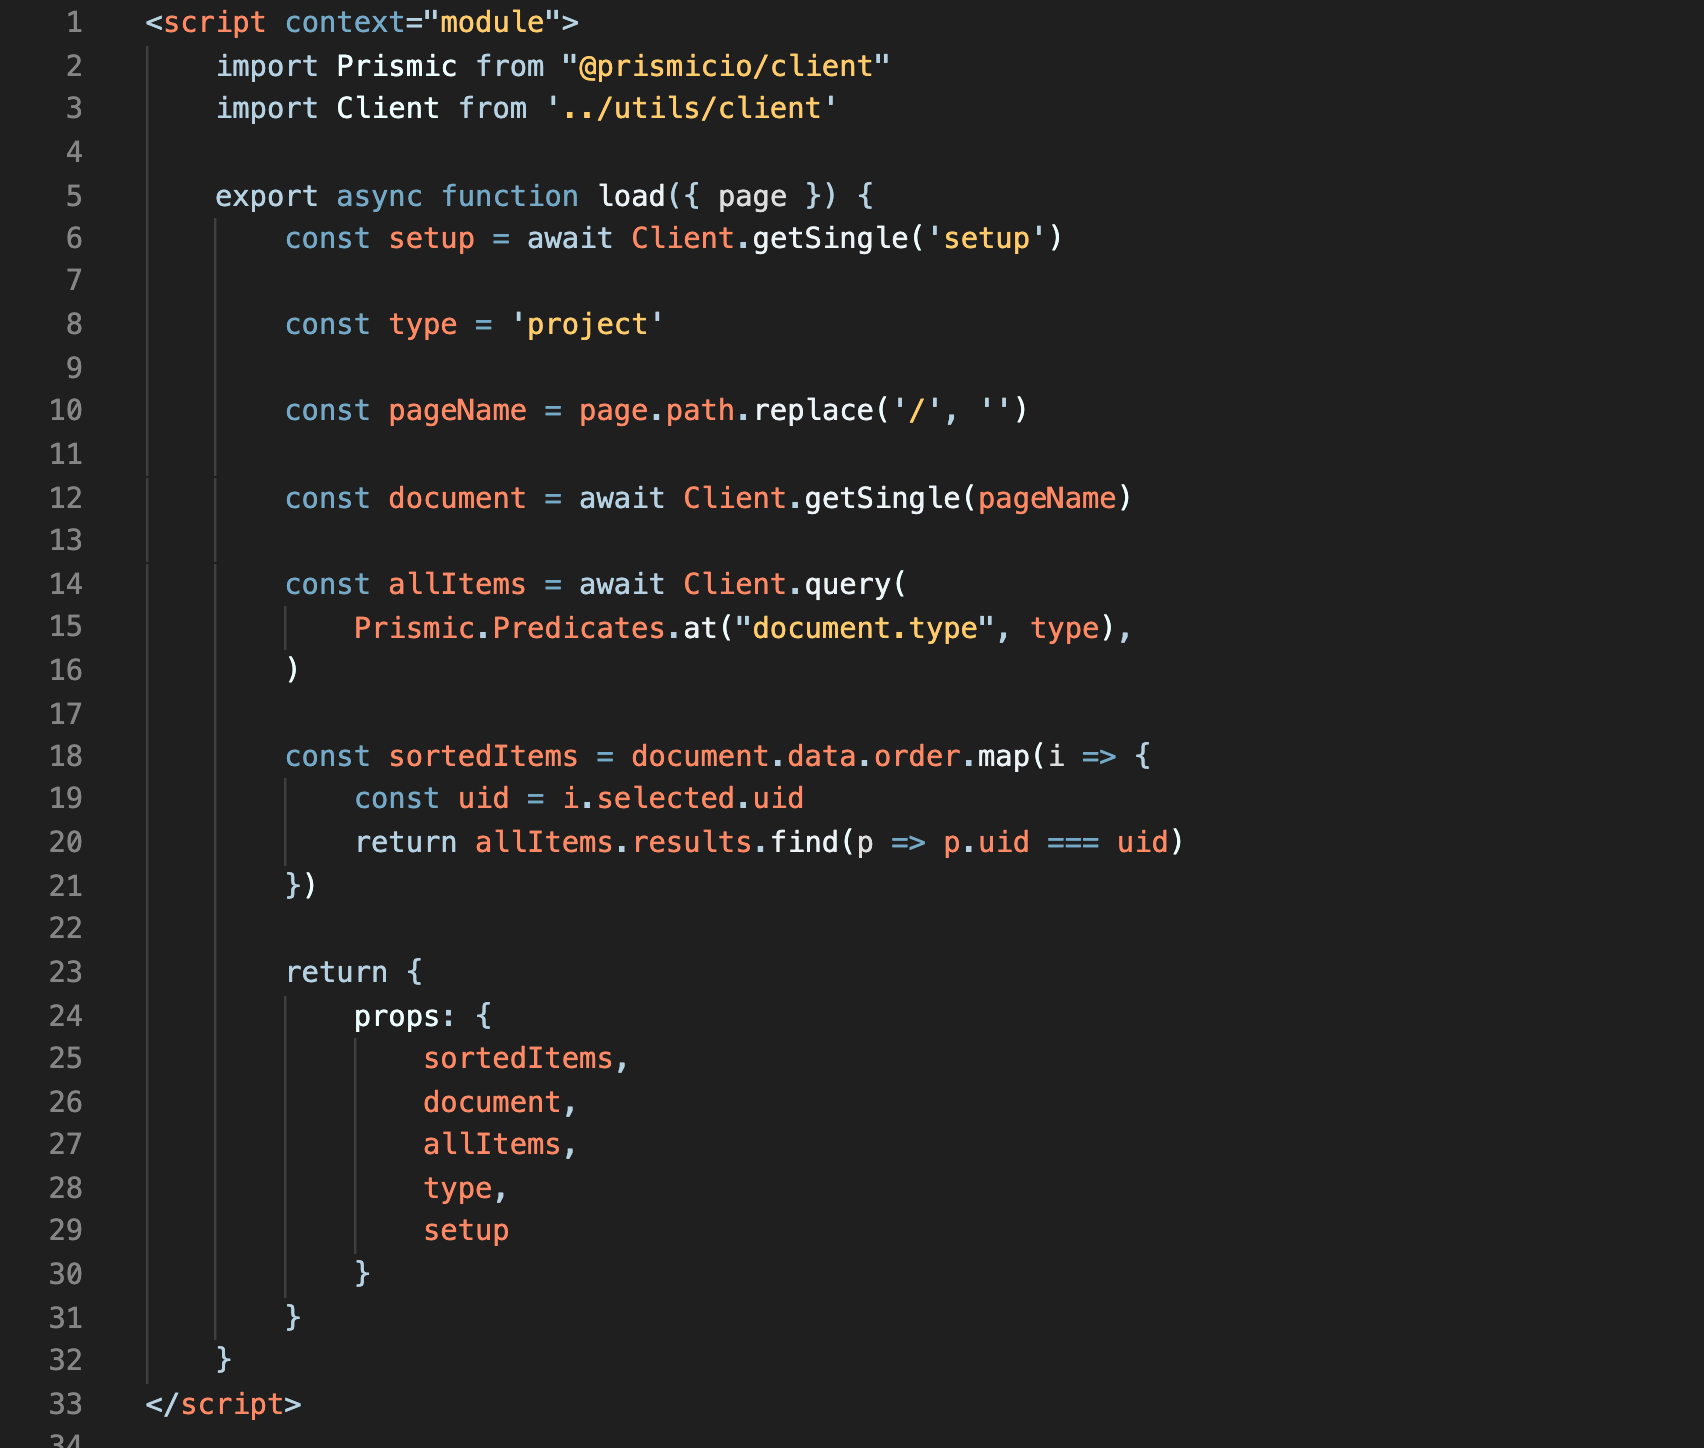 1 <script context="module">
2 import Prismic from "@prismicio/client"
3 import Client from '../utils/client'
4
5 export async function load({ page }) {
6 const setup = await Client.getSingle('setup')
7
8 const type = 'project'
9
10 const pageName = page.path.replace('/', '')
11
12 const document = await Client.getSingle(pageName)
13
14 const allItems = await Client.query(
15 Prismic.Predicates.at("document.type", type),
16 )
17
18 const sortedItems = document.data.order.map(i => {
19 const uid = i.selected.uid
20 return allItems.results.find(p => p.uid === uid)
21 })
22
23 return {
24 props: {
25 sortedItems,
26 document,
27 allItems,
28 type,
29 setup
30 }
31 }
32 }
33 </script>
34